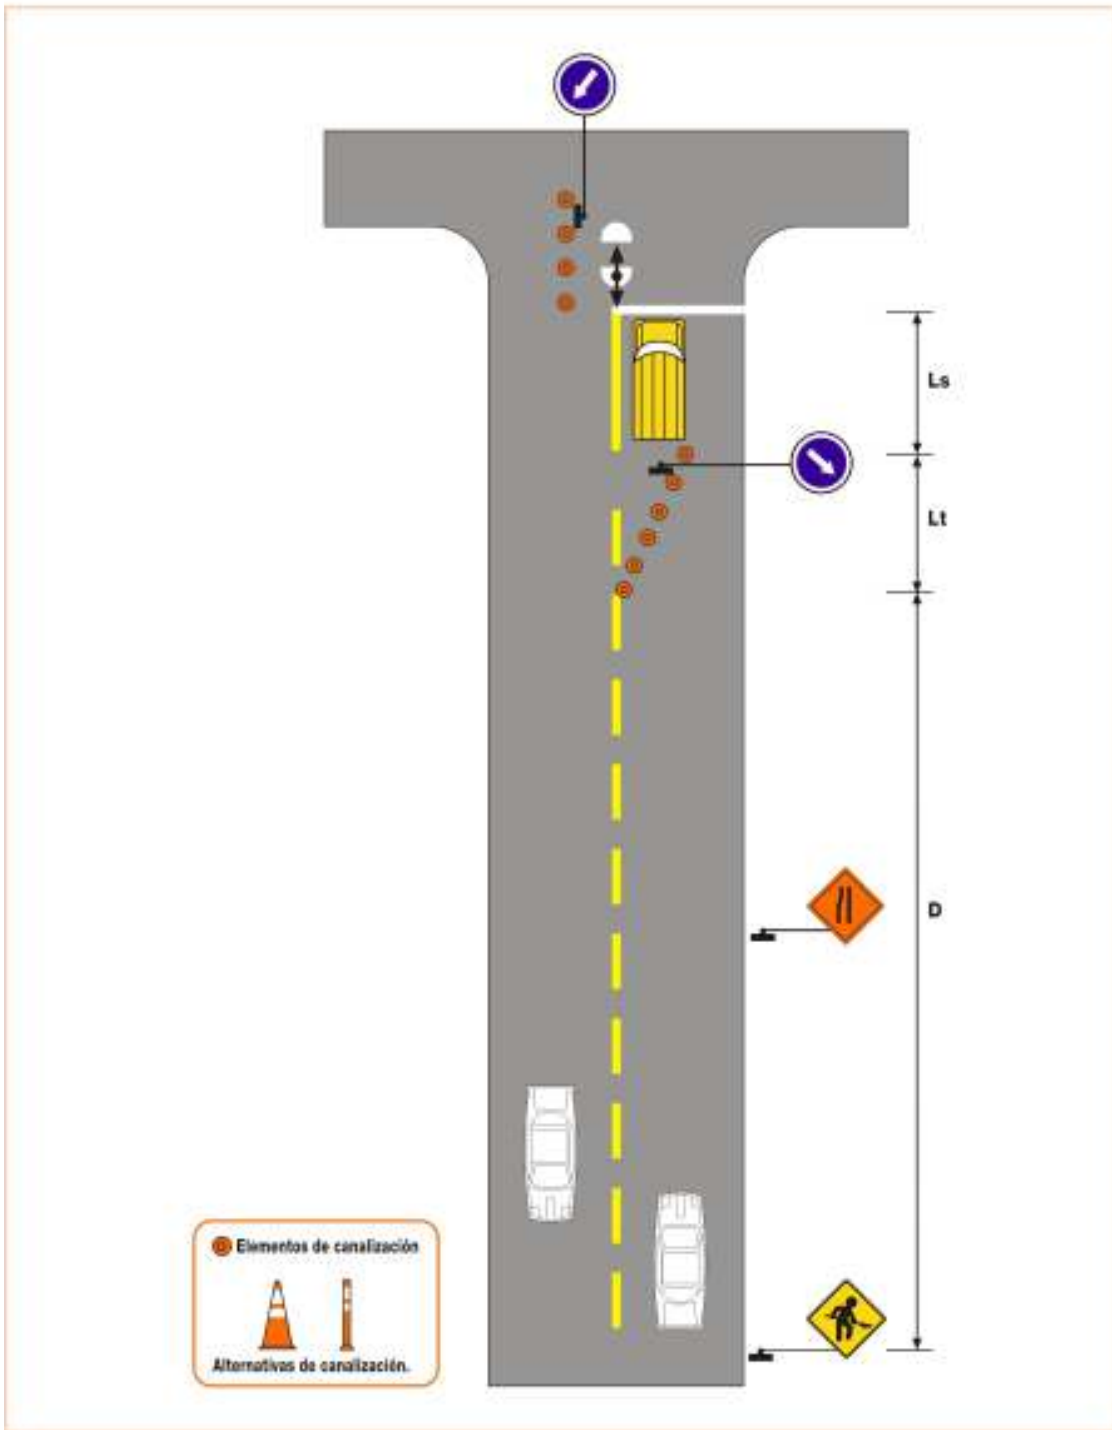 Ls
Lt
D
Elementos de canalización
Alternativas de canalización.